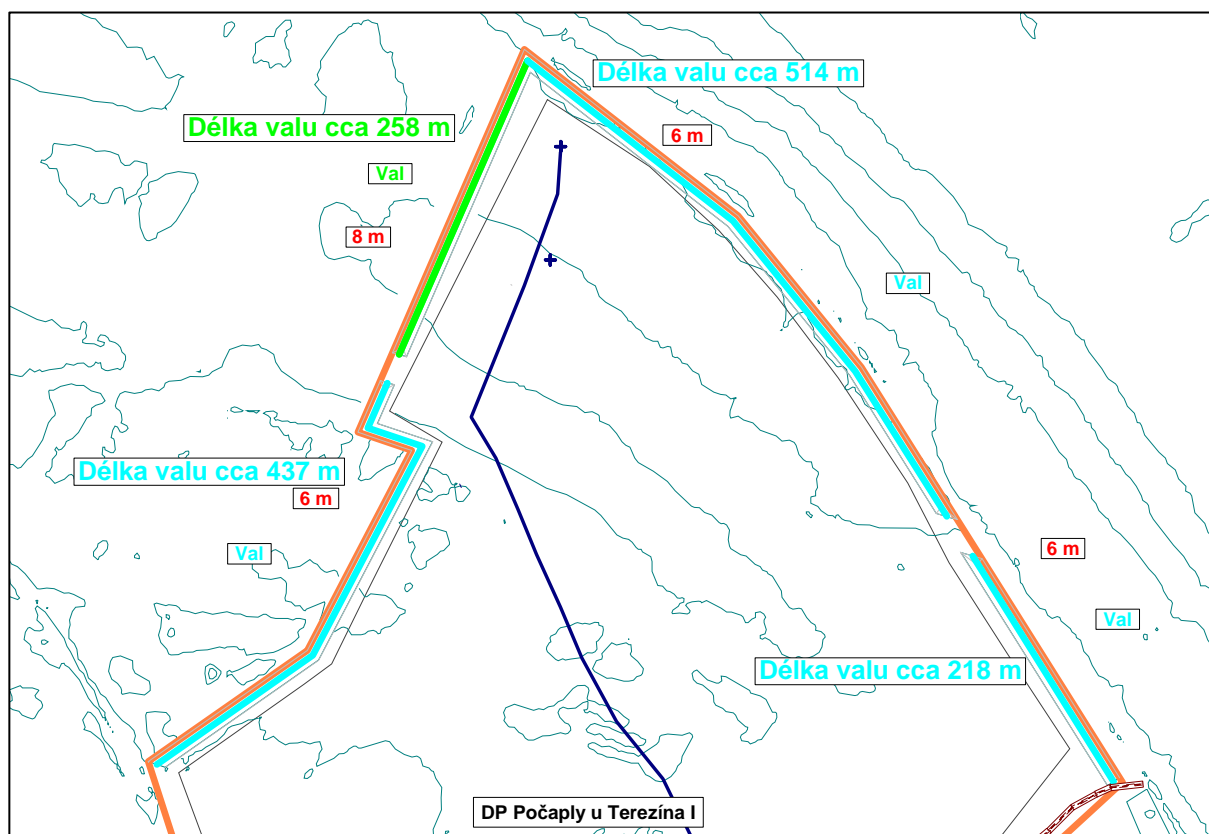 Délka valu cca 514 m
Délka valu cca 258 m
6 m
Val
8 m
Val
Délka valu cca 437 m
6 m
Val
6 m
Val
Délka valu cca 218 m
DP Počaply u Terezína I